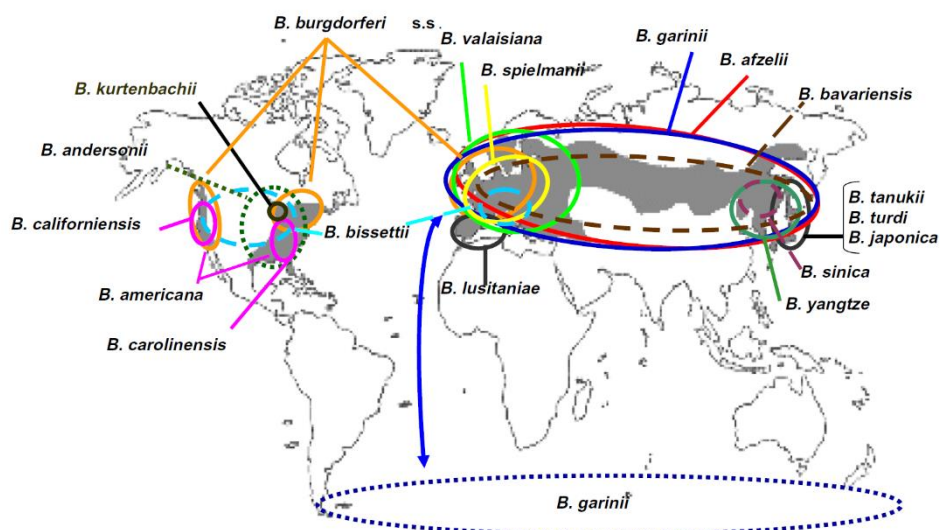 B. burgdorferi s.s.
B. valaisiana
B. garinii
B. spielmanii
B. afzelii
B. kurtenbachii
B. bavariensis
B. andersonii
B. tanukii
B. californiensis
B. turdi
B. bissettii
B. japonica
B. sinica
B. americana
B. lusitaniae
B. yangtze
B. carolinensis
B. garinii